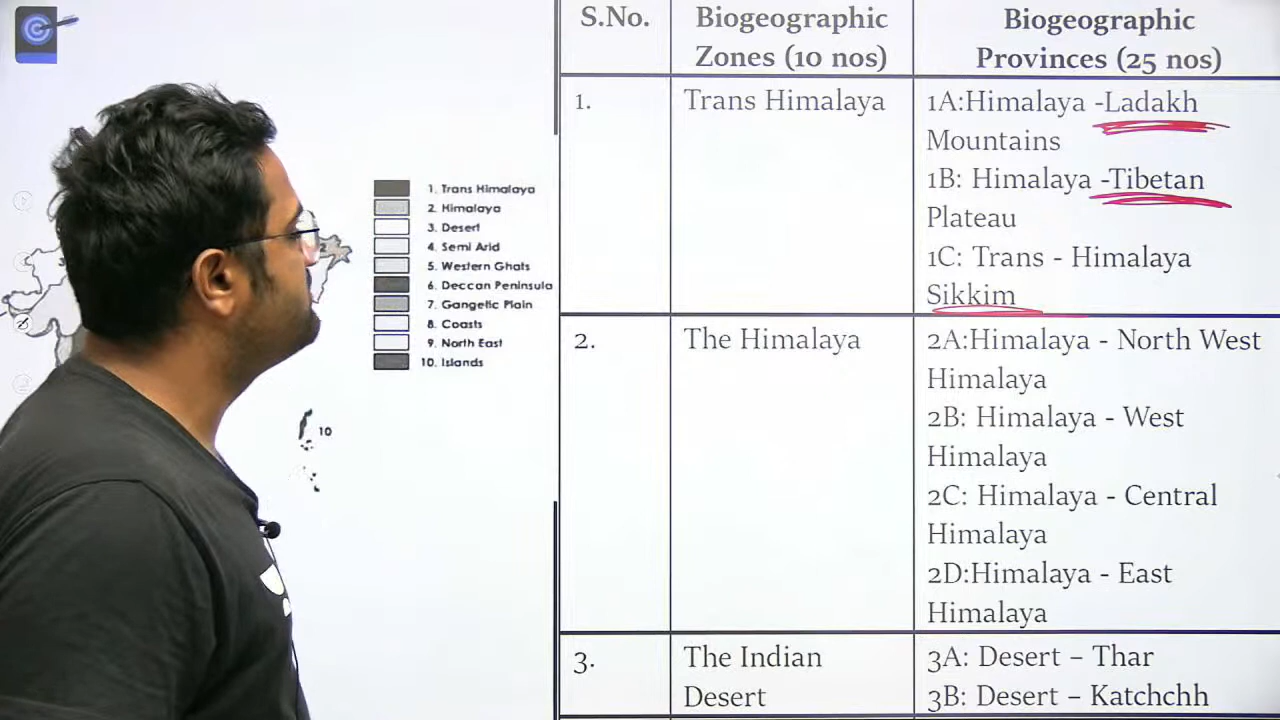 1. Trans Himalaya
2. Himalaya
3. Desert
4. Semi Arid
5. Western Ghats
6. Deccan Peninsula
7. Gangetic Plain
8. Coasts
9. North East
10. Islands
2
10
S.No.
Biogeographic
Zones (10 nos)
Biogeographic
Provinces (25 nos)
1.
Trans Himalaya
1A:Himalaya -Ladakh
Mountains
1B: Himalaya -Tibetan
Plateau
1C: Trans - Himalaya
Sikkim
2.
The Himalaya
2A:Himalaya - North West
Himalaya
2B: Himalaya - West
Himalaya
2C: Himalaya - Central
Himalaya
2D:Himalaya - East
Himalaya
3.
The Indian
Desert
3A: Desert – Thar
3B: Desert – Katchchh